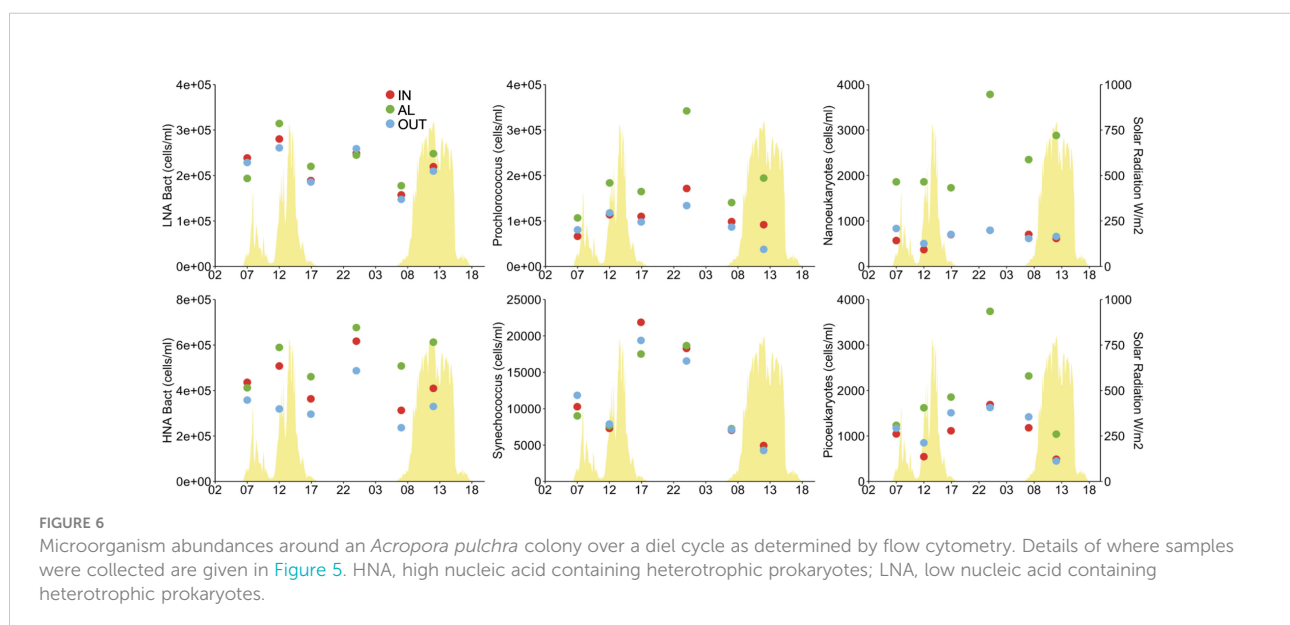 4e+05
3e+05
2e+05
1e+05
0e+00
LNA Bact (cells/ml)
02 07 12 17 22 03 08 13 18
IN
AL
OUT
4e+05
3e+05
2e+05
1e+05
0e+00
Prochlorococcus (cells/ml)
02 07 12 17 22 03 08 13 18
4000
3000
2000
1000
0
Nanoeukaryotes (cells/ml)
02 07 12 17 22 03 08 13 18
1000
750
500
250
0
Solar Radiation W/m2
8e+05
6e+05
4e+05
2e+05
0e+00
HNA Bact (cells/ml)
02 07 12 17 22 03 08 13 18
25000
20000
15000
10000
5000
0
Synechococcus (cells/ml)
02 07 12 17 22 03 08 13 18
4000
3000
2000
1000
0
Picoeukaryotes (cells/ml)
02 07 12 17 22 03 08 13 18
1000
750
500
250
0
Solar Radiation W/m2
FIGURE 6
Microorganism abundances around an Acropora pulchra colony over a diel cycle as determined by flow cytometry. Details of where samples
were collected are given in Figure 5. HNA, high nucleic acid containing heterotrophic prokaryotes; LNA, low nucleic acid containing
heterotrophic prokaryotes.